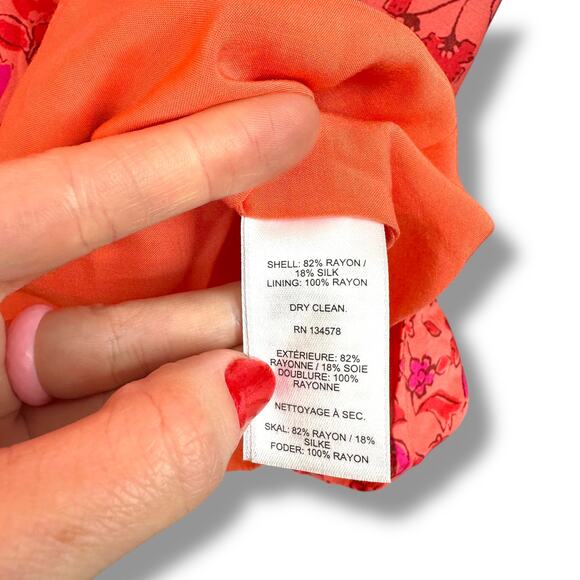 SHELL: 82% RAYON /
18% SILK
LINING: 100% RAYON
DRY CLEAN.
RN 134578
EXTÉRIEURE: 82%
RAYONNE / 18% SOIE
DOUBLURE: 100%
RAYONNE
NETTOYAGE À SEC.
SKAL: 82% RAYON / 18%
SILKE
FODER: 100% RAYON